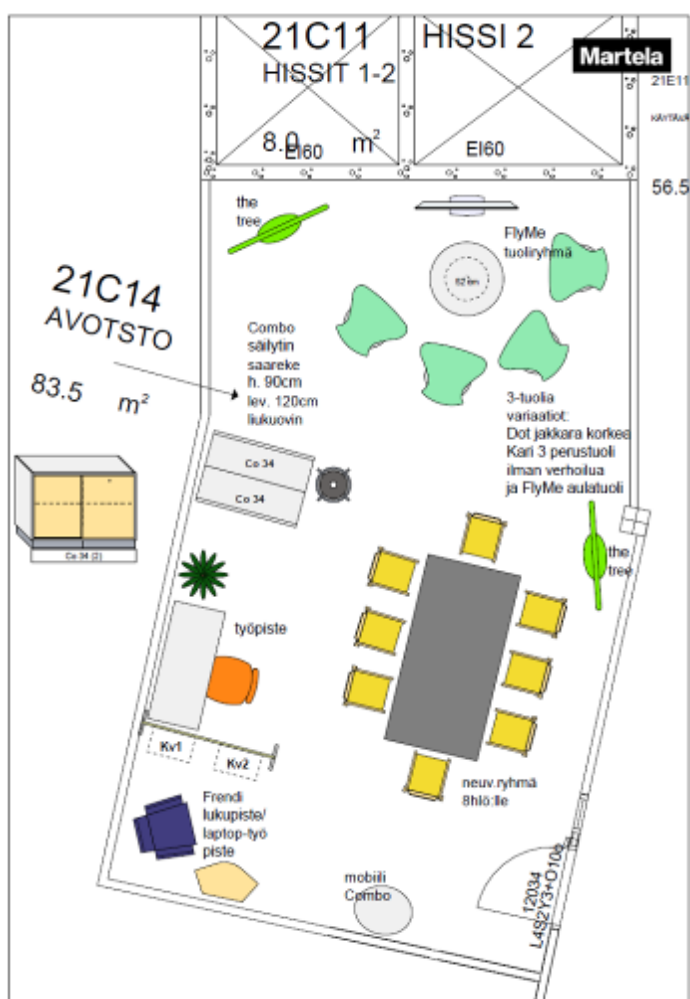 21C11
HISSIT 1-2
8.0 m²
EI60
HISSI 2
EI60
Martela
21E11
56.5
the
tree
FlyMe
tuoliryhmä
21C14
AVOTSTO
83.5 m²
Combo
säilytin
saareke
h. 90cm
lev. 120cm
liukuovin
3-tuolia
variaatiot:
Dot jakkara korkea
Kari 3 perustuoli
ilman verhoilua
ja FlyMe aulatuoli
Co 34
Co 34
Co 34 (2)
the
tree
työpiste
Kv1
Kv2
Frendi
lukupiste/
laptop-työ
piste
neuv.ryhmä
8hlö:lle
mobiili
Combo
12034